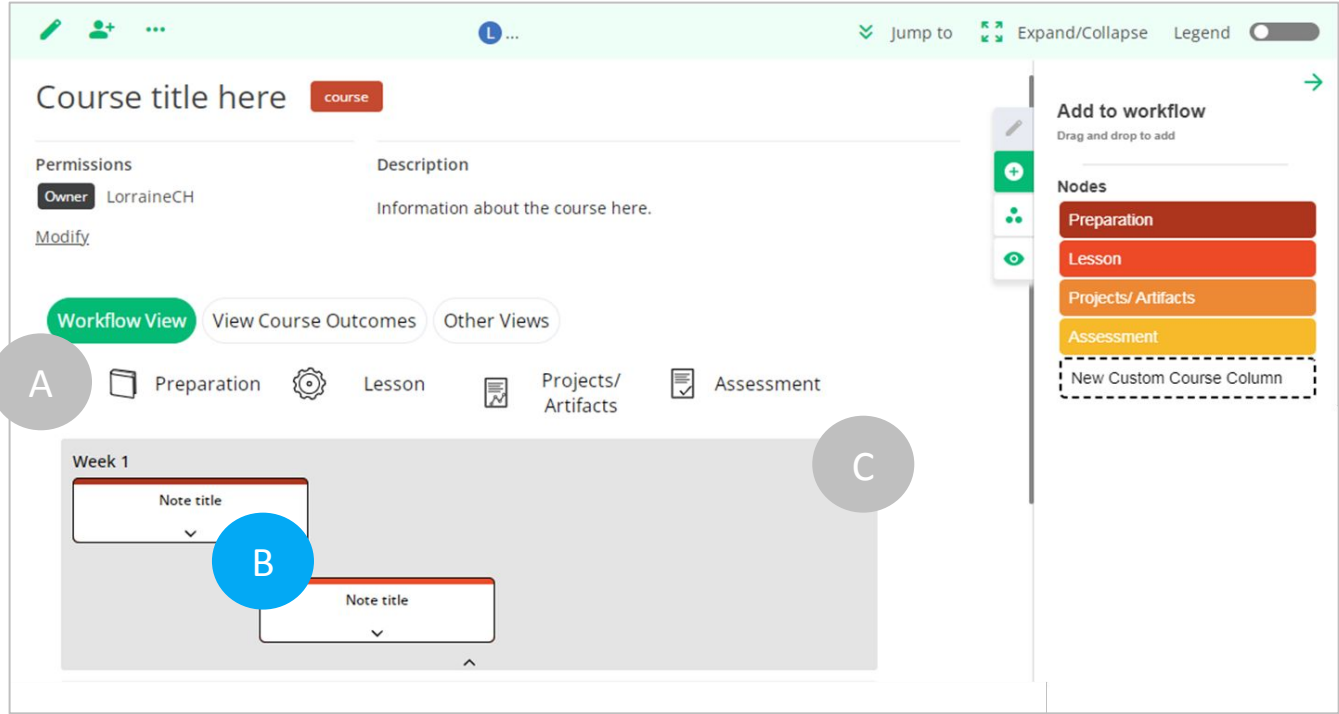 L ...
Jump to
Expand/Collapse
Legend
Course title here
course
Permissions
Owner LorraineCH
Modify
Description
Information about the course here.
Workflow View
View Course Outcomes
Other Views
A
Preparation
Lesson
Projects/
Artifacts
Assessment
Week 1
Note title
B
Note title
C
Add to workflow
Drag and drop to add
Nodes
Preparation
Lesson
Projects/ Artifacts
Assessment
New Custom Course Column